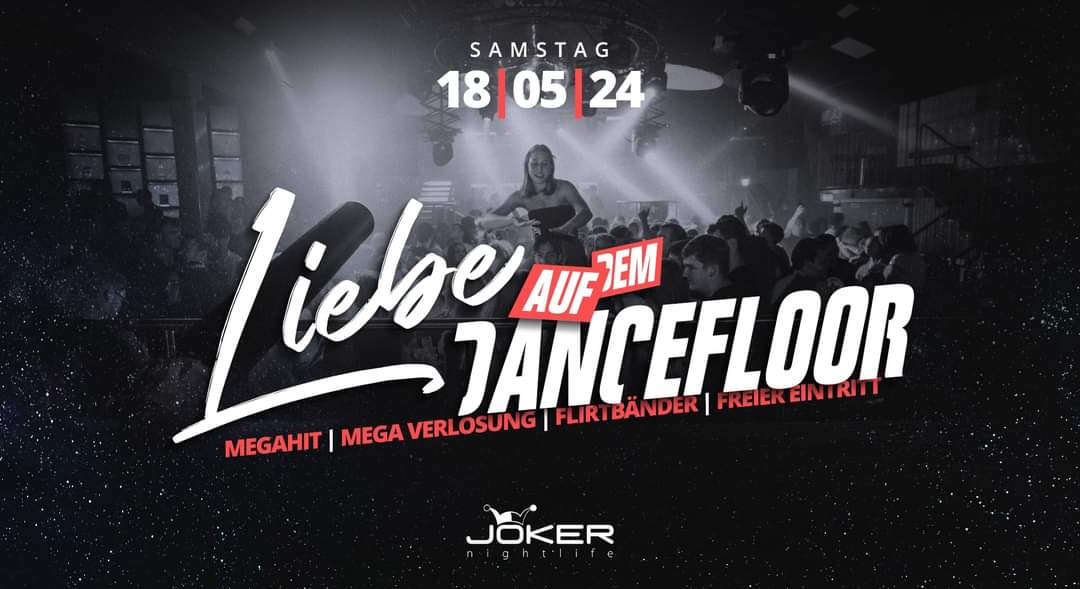 SAMSTAG
18|05|24
Liebe
AUF DEM
DANCEFLOOR
MEGAHIT | MEGA VERLOSUNG | FLIRTBÄNDER | FREIER EINTRITT
JOKER
nightlife